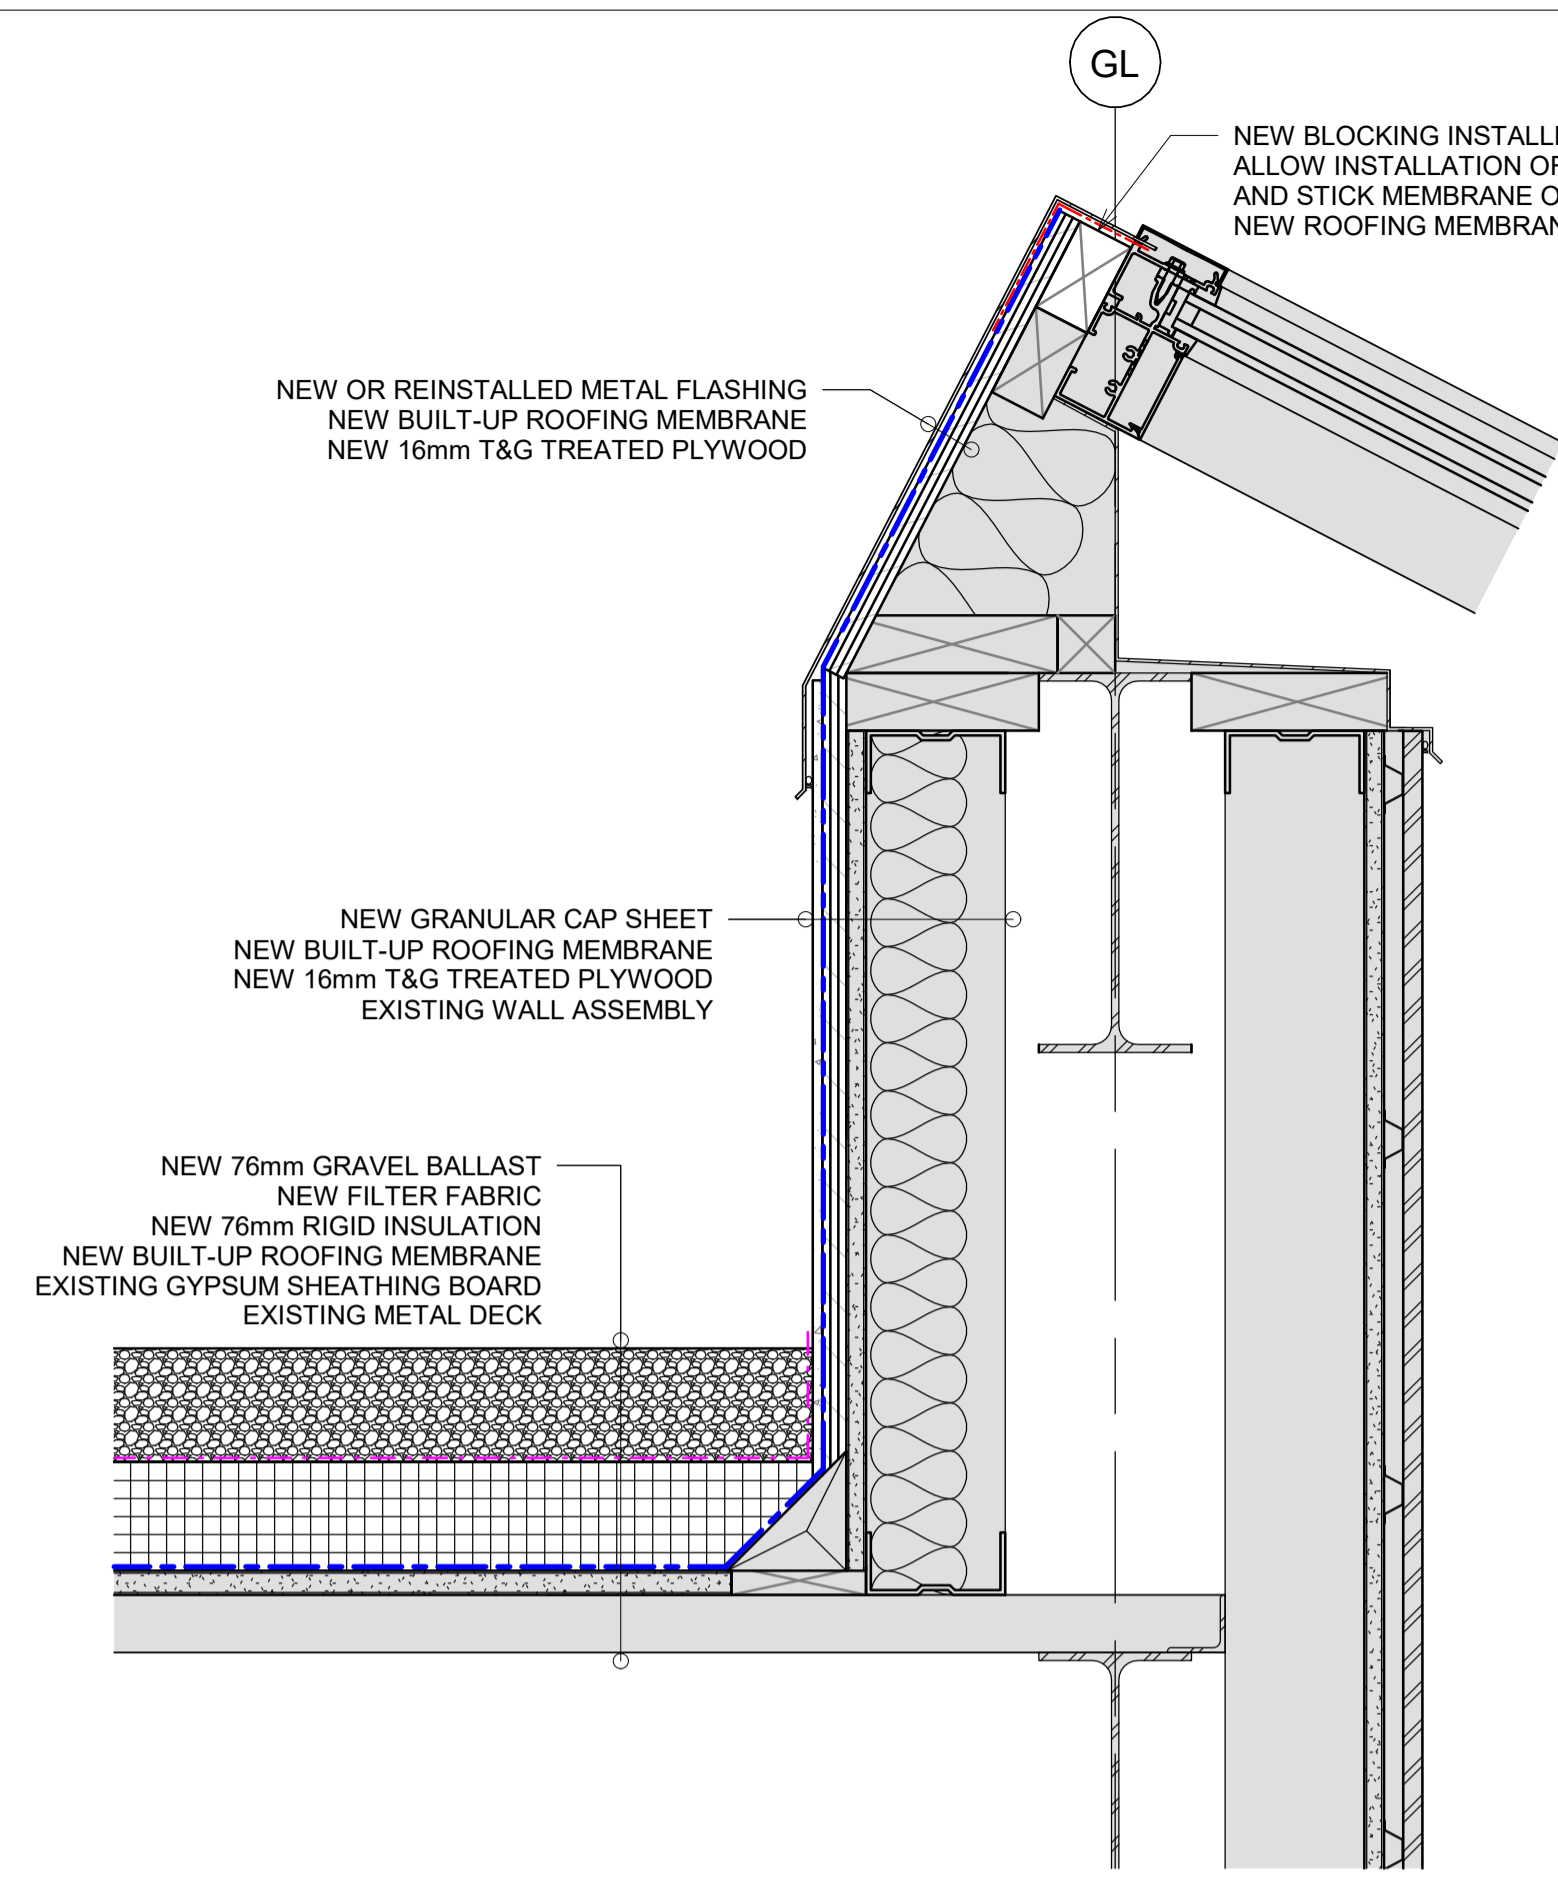 GL
NEW BLOCKING
ALLOW INSTALLATION
AND STICK MEMBRANE
NEW ROOFING
NEW OR REINSTALLED METAL FLASHING
NEW BUILT-UP ROOFING MEMBRANE
NEW 16mm T&G TREATED PLYWOOD
NEW GRANULAR CAP SHEET
NEW BUILT-UP ROOFING MEMBRANE
NEW 16mm T&G TREATED PLYWOOD
EXISTING WALL ASSEMBLY
NEW 76mm GRAVEL BALLAST
NEW FILTER FABRIC
NEW 76mm RIGID INSULATION
NEW BUILT-UP ROOFING MEMBRANE
EXISTING GYPSUM SHEATHING BOARD
EXISTING METAL DECK